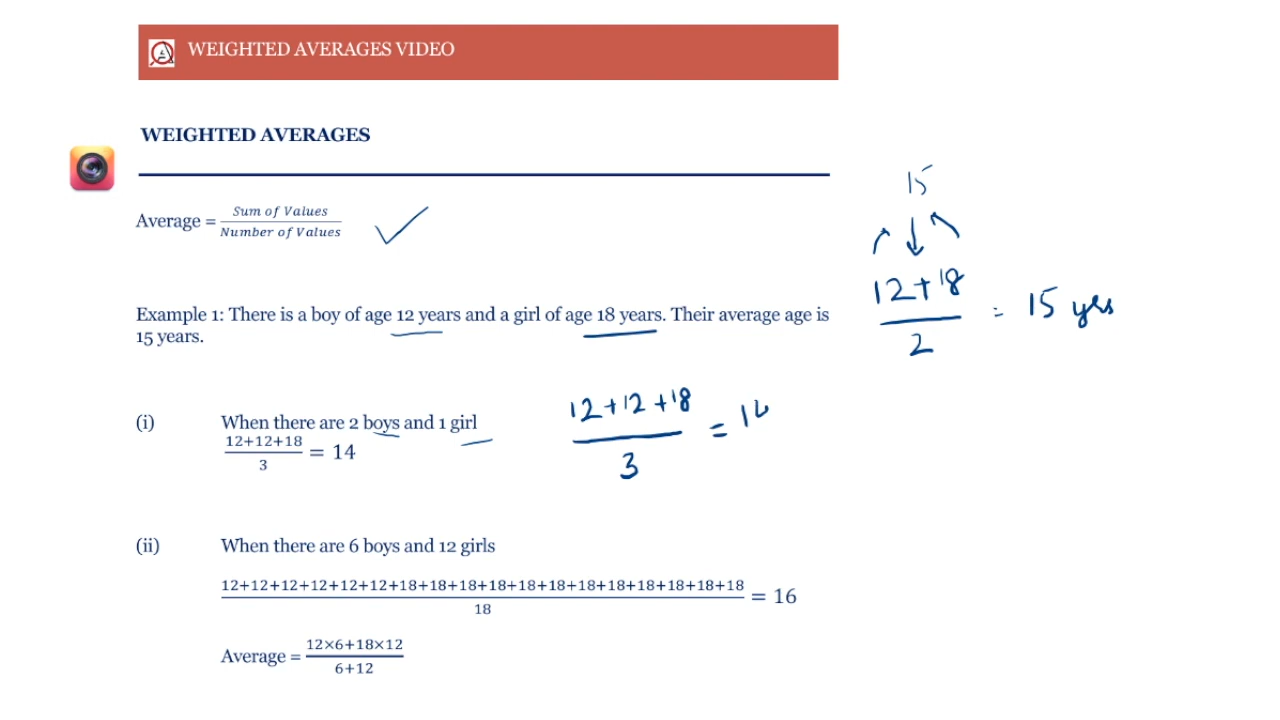 WEIGHTED AVERAGES VIDEO
WEIGHTED AVERAGES
15
Average = Sum of Values / Number of Values
12+18 / 2 = 15 yes
Example 1: There is a boy of age 12 years and a girl of age 18 years. Their average age is
15 years.
(i) When there are 2 boys and 1 girl
12+12+18 / 3 = 14
12+12+18 / 3 = 14
(ii) When there are 6 boys and 12 girls
12+12+12+12+12+12+18+18+18+18+18+18+18+18+18+18+18+18 / 18 = 16
Average = 12×6+18×12 / 6+12